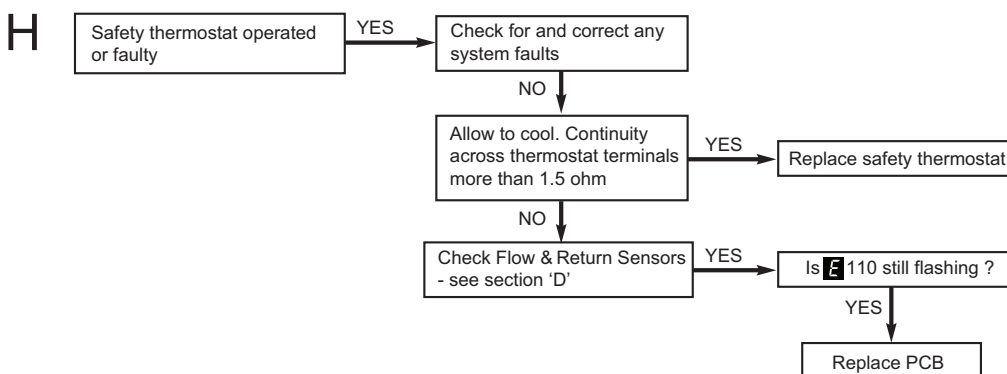 H
Safety thermostat operated
or faulty
YES
Check for and correct any
system faults
NO
Allow to cool. Continuity
across thermostat terminals
more than 1.5 ohm
YES
Replace safety thermostat
NO
Check Flow & Return Sensors
- see section ‘D’
YES
Is E 110 still flashing ?
YES
Replace PCB